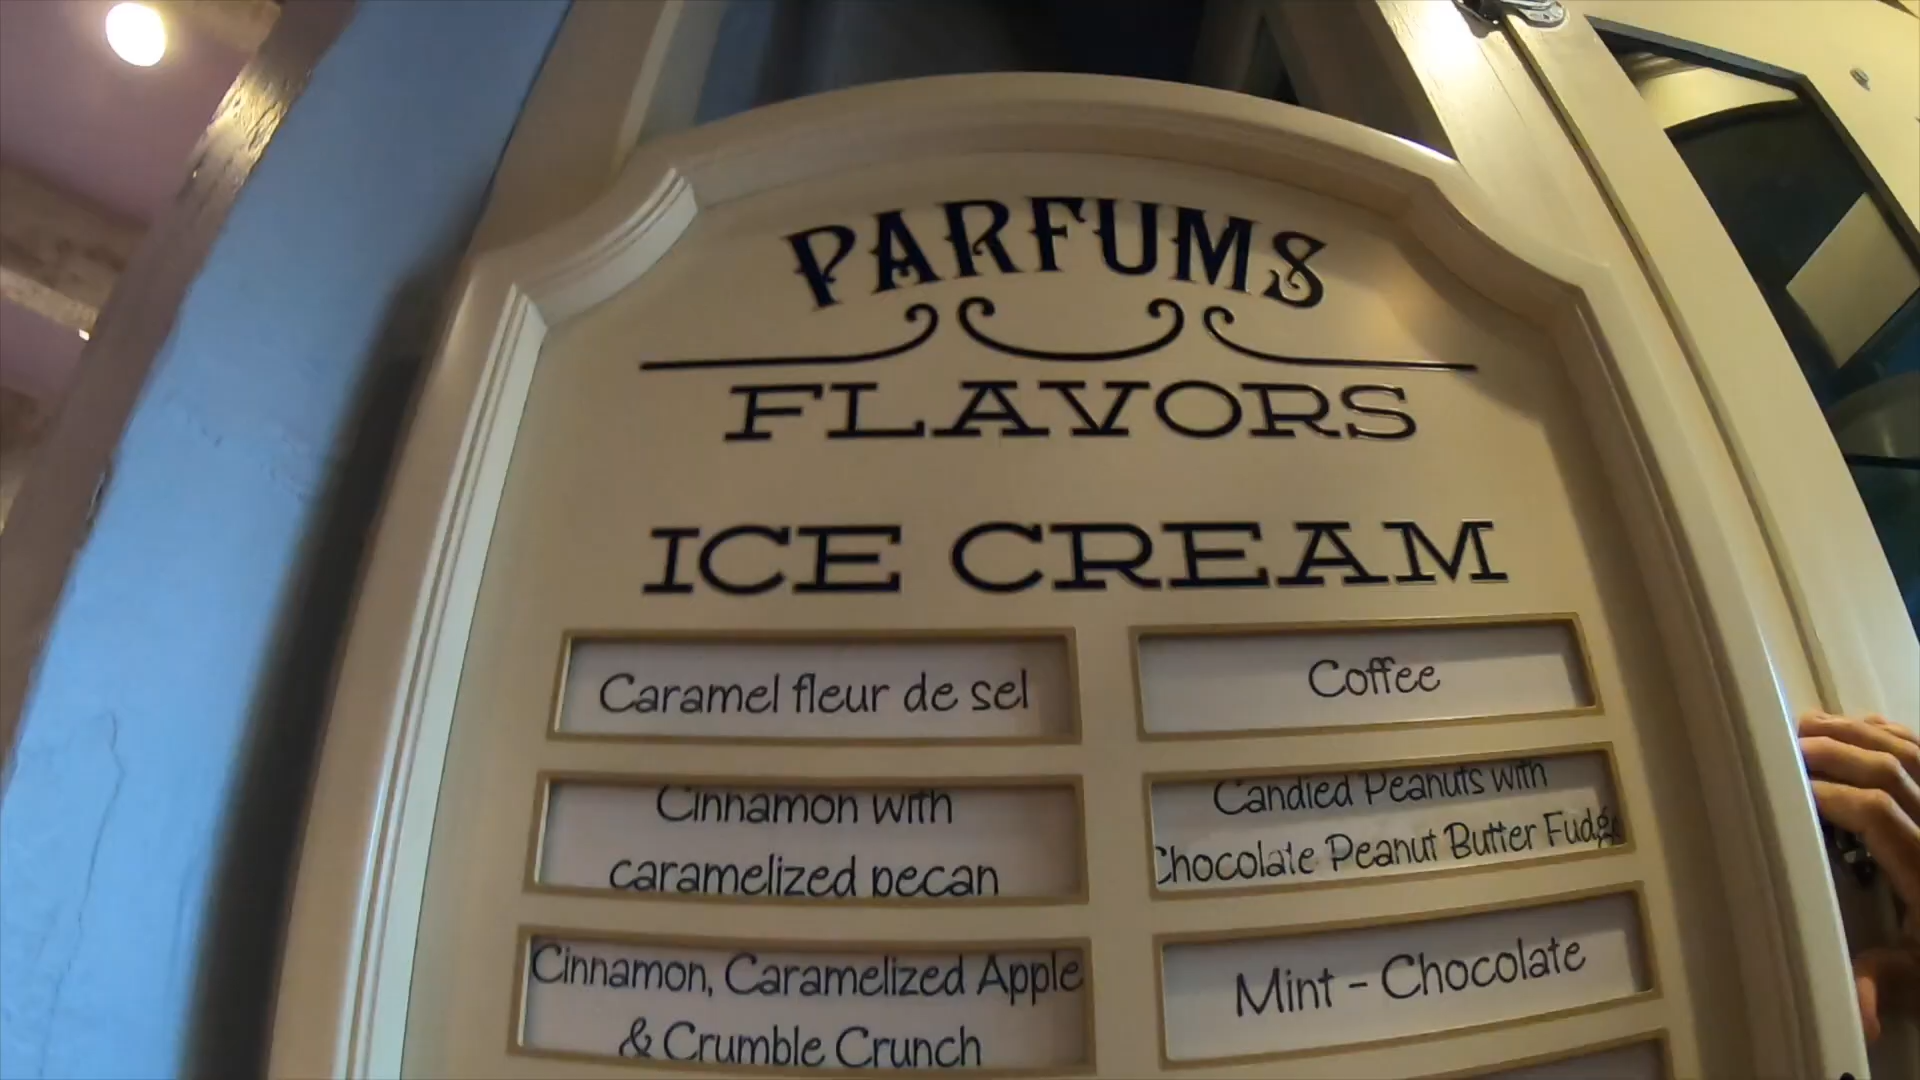 PARFUMS
FLAVORS
ICE CREAM
Caramel fleur de sel
Coffee
Cinnamon with
caramelized pecan
Candied Peanuts with
Chocolate Peanut Butter Fudge
Cinnamon, Caramelized Apple
& Crumble Crunch
Mint - Chocolate